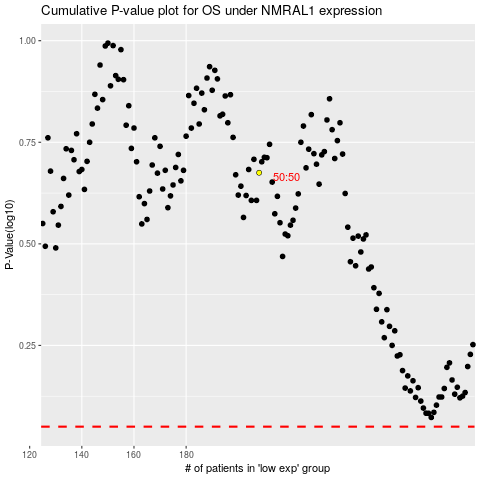 Cumulative P-value plot for OS under NMRAL1 expression
1.00
0.75
50:50
0.50
0.25
P-Value(log10)
120 140 160 180
# of patients in 'low exp' group